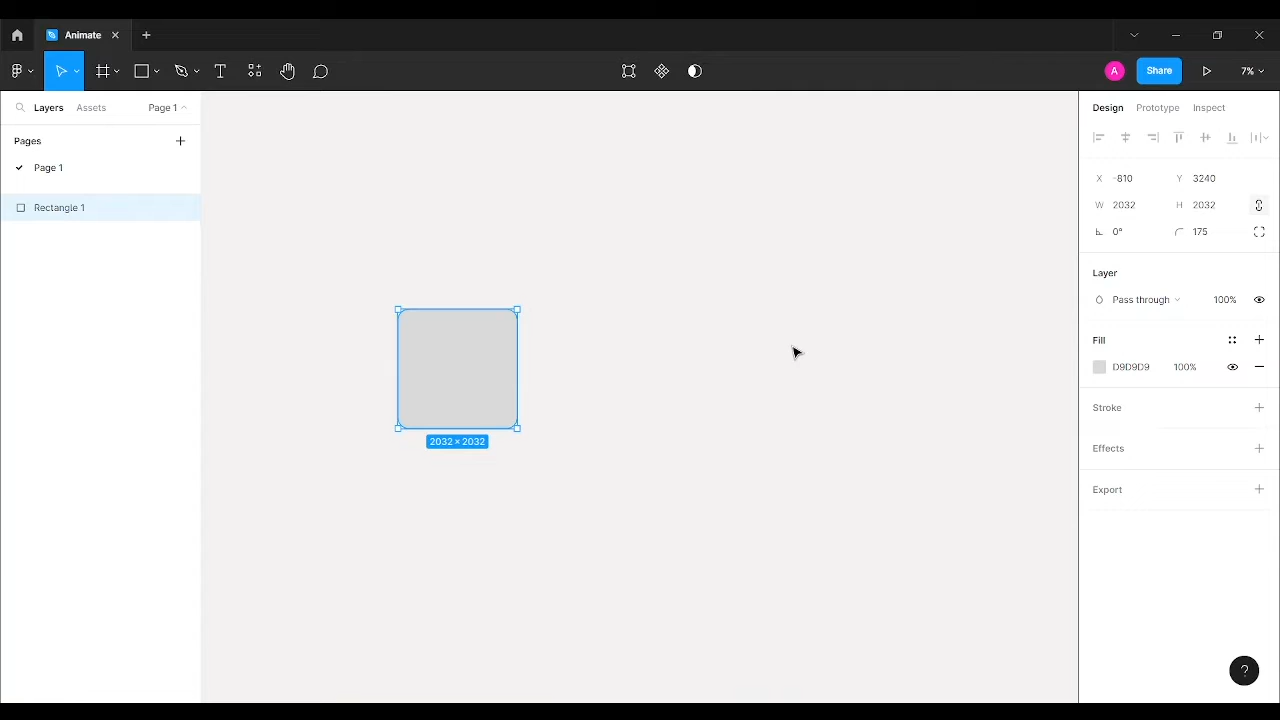 Animate
A
Share
7%
Layers
Assets
Page 1
Design
Prototype
Inspect
Pages
Page 1
X -810
Y 3240
Rectangle 1
W 2032
H 2032
0°
175
Layer
Pass through
100%
Fill
D9D9D9
100%
Stroke
2032 × 2032
Effects
Export
?